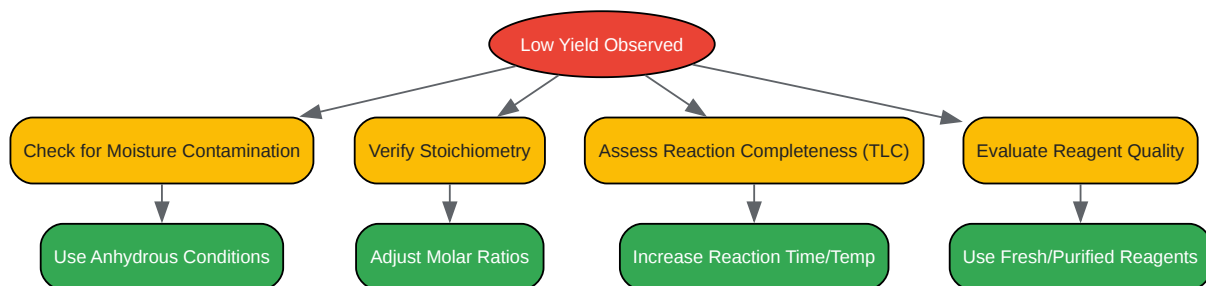 Low Yield Observed
Check for Moisture Contamination
Verify Stoichiometry
Assess Reaction Completeness (TLC)
Evaluate Reagent Quality
Use Anhydrous Conditions
Adjust Molar Ratios
Increase Reaction Time/Temp
Use Fresh/Purified Reagents